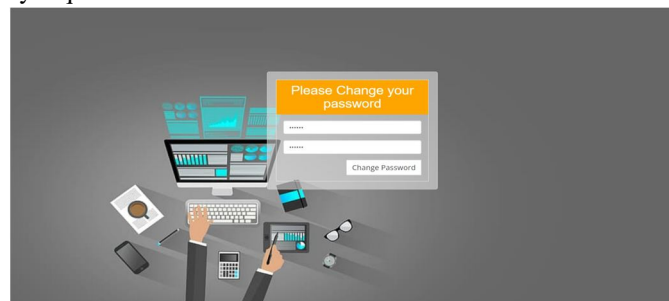 Please Change your
password
......
......
Change Password